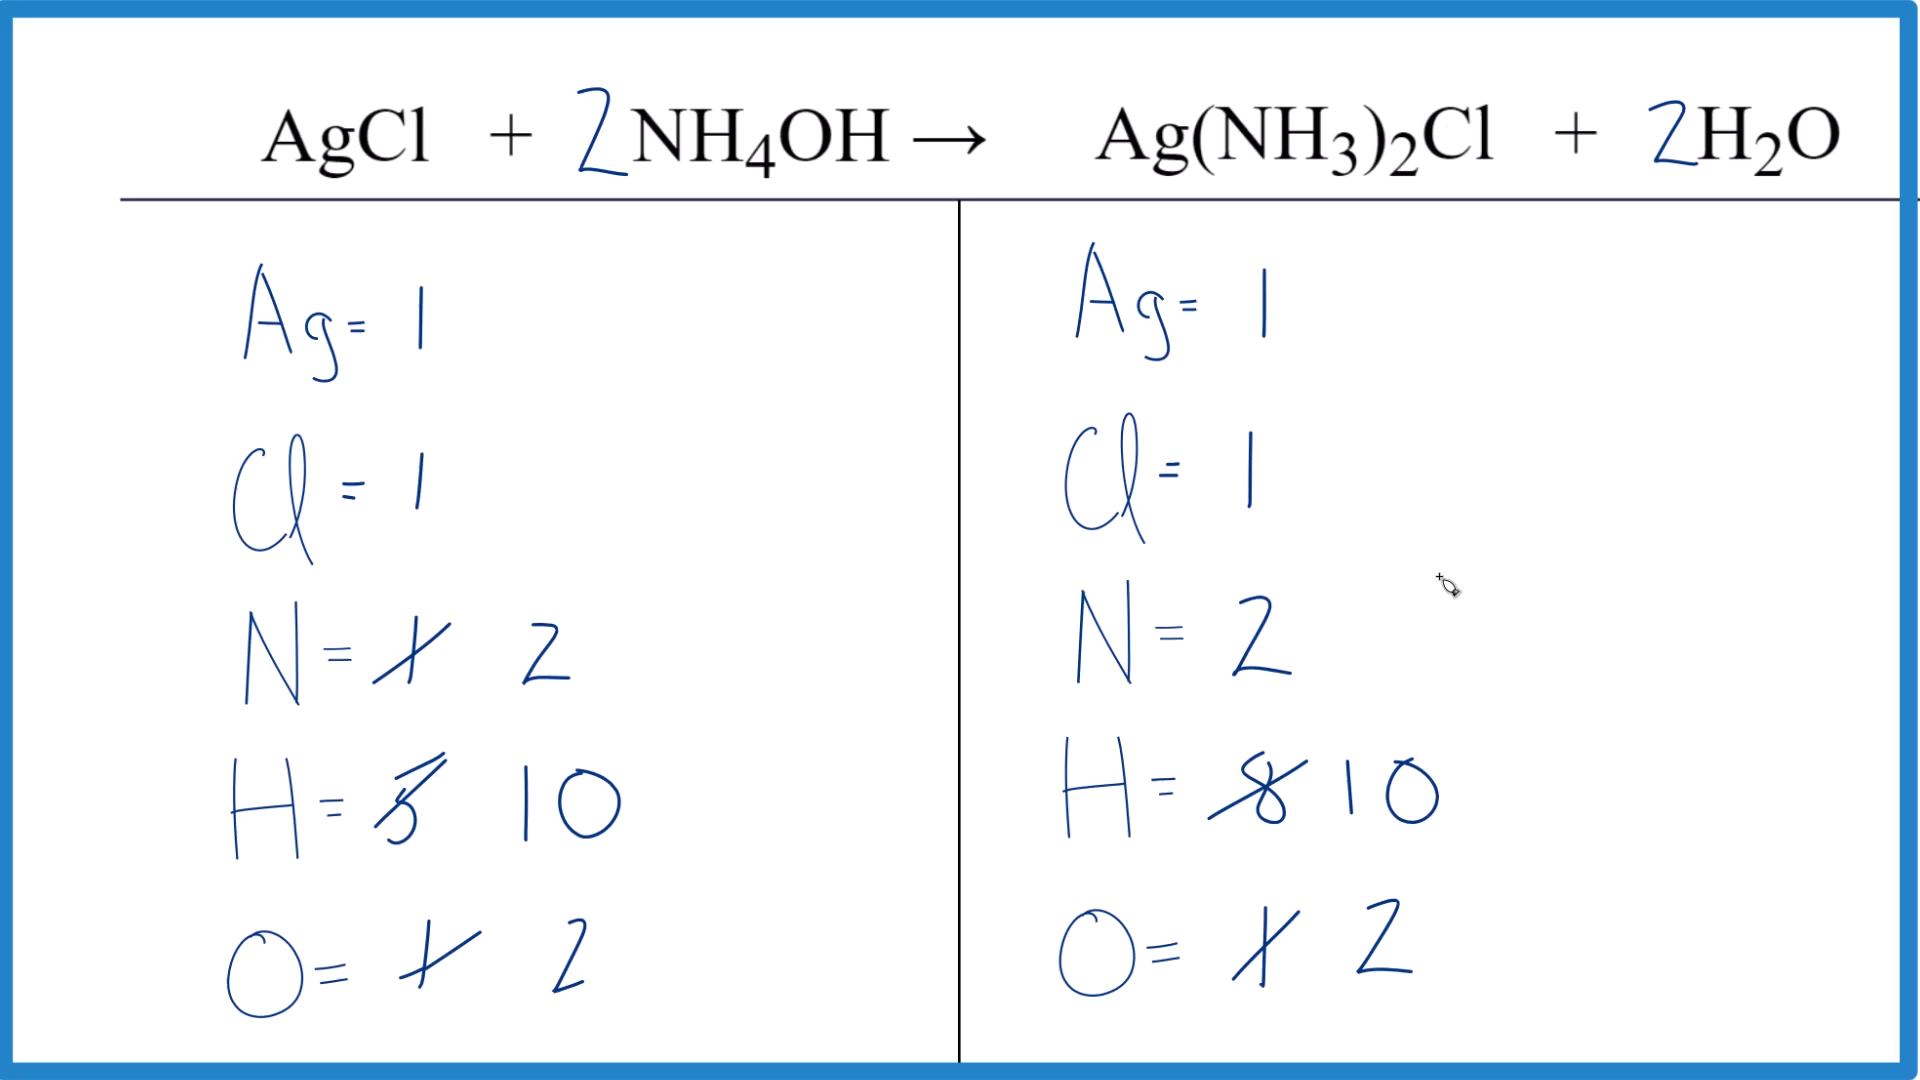 AgCl + 2NH₄OH → Ag(NH₃)₂Cl + 2H₂O
Ag= 1
Cl = 1
N = 1 2
H = 5 10
O = 1 2
Ag= 1
Cl = 1
N = 2
H = 8 10
O = 1 2